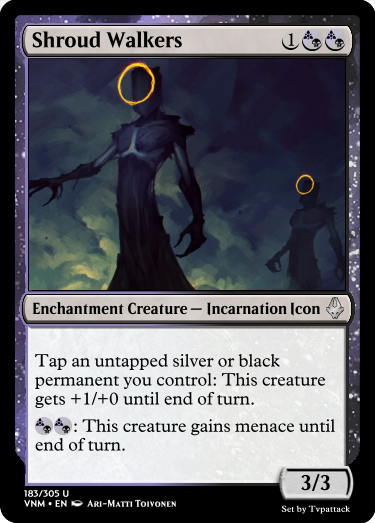 Shroud Walkers 1
Enchantment Creature — Incarnation Icon
Tap an untapped silver or black
permanent you control: This creature
gets +1/+0 until end of turn.
: This creature gains menace until
end of turn.
3/3
183/305 U
VNM • EN Ari-Matti Toivonen
Set by Tvpattack